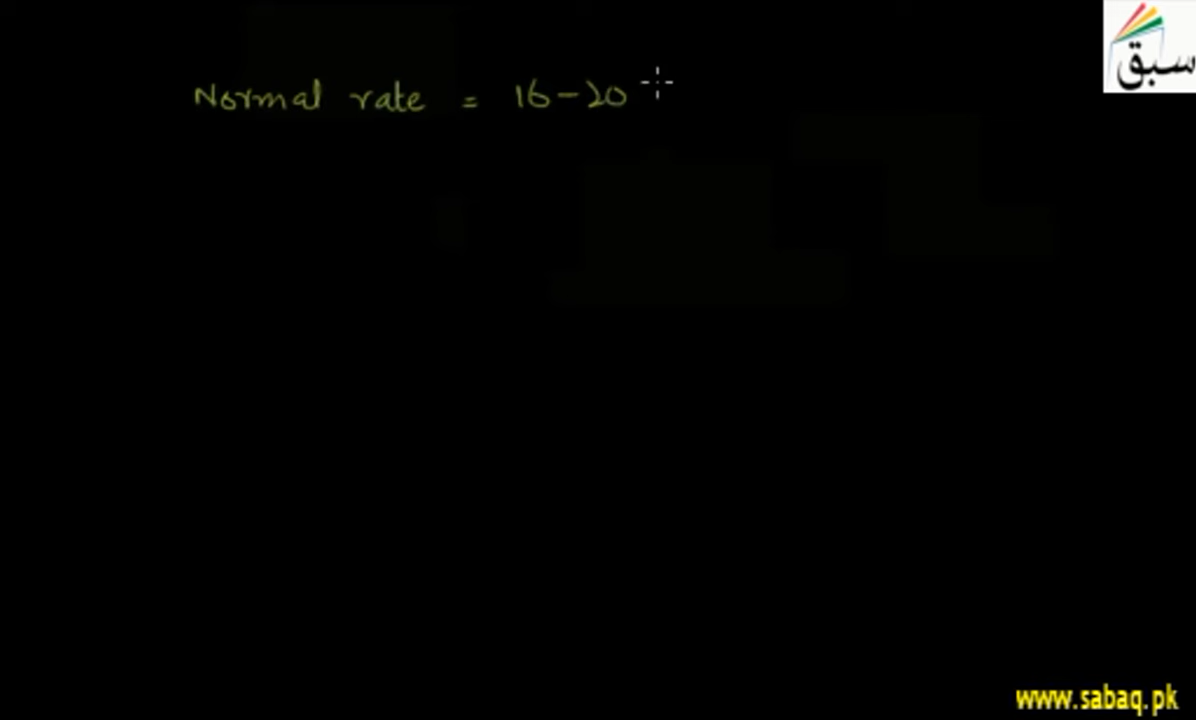 سبق
Normal rate = 16-20
www.sabaq.pk